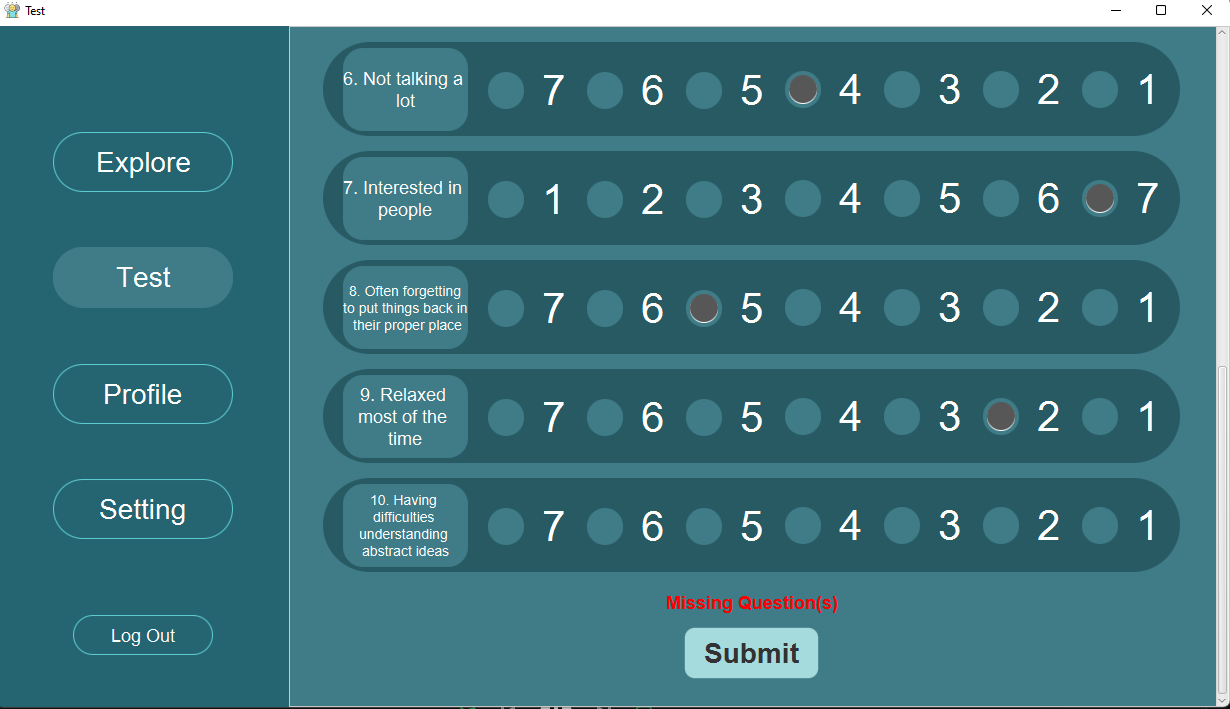 Test
Explore
Test
Profile
Setting
Log Out
6. Not talking a
lot
7 6 5 4 3 2 1
7. Interested in
people
1 2 3 4 5 6 7
8. Often forgetting
to put things back in
their proper place
7 6 5 4 3 2 1
9. Relaxed
most of the
time
7 6 5 4 3 2 1
10. Having
difficulties
understanding
abstract ideas
7 6 5 4 3 2 1
Missing Question(s)
Submit